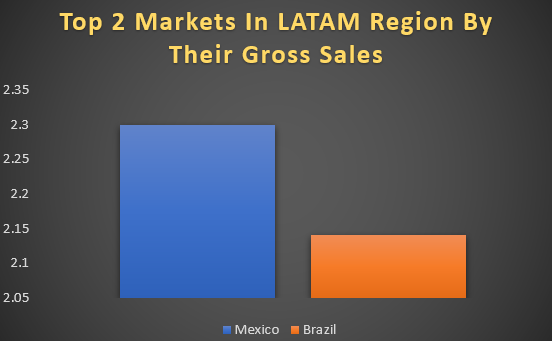 Top 2 Markets In LATAM Region By
Their Gross Sales
2.35
2.3
2.25
2.2
2.15
2.1
2.05
Mexico Brazil